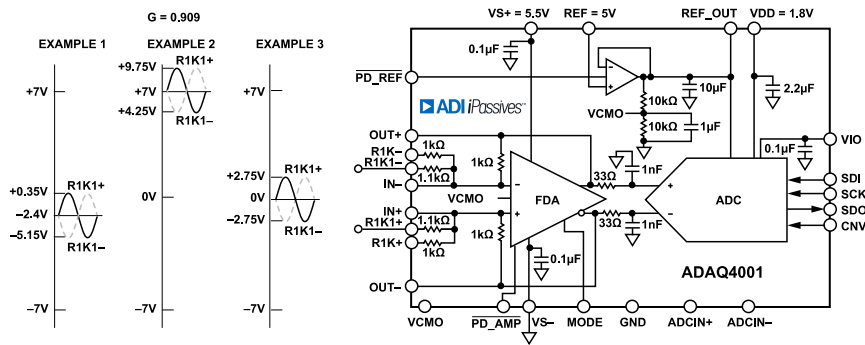 G = 0.909
EXAMPLE 1
EXAMPLE 2
EXAMPLE 3
+7V
+0.35V
R1K1+
–2.4V
–5.15V
R1K1–
–7V
+9.75V
R1K1+
+7V
+4.25V
R1K1–
0V
–7V
+7V
+2.75V
R1K1+
0V
–2.75V
R1K1–
–7V
VS+ = 5.5V
REF = 5V
REF_OUT
VDD = 1.8V
0.1µF
PD_REF
10µF
2.2µF
10kΩ
VCMO
10kΩ
1µF
ADI iPassives™
VIO
0.1µF
OUT+
R1K–
1kΩ
R1K1–
1.1kΩ
IN–
1kΩ
1nF
33Ω
VCMO
FDA
ADC
SDI
SCK
SDO
CNV
IN+
R1K1+
1.1kΩ
R1K+
1kΩ
1kΩ
33Ω
1nF
0.1µF
OUT–
ADAQ4001
VCMO
PD_AMP
VS–
MODE
GND
ADCIN+
ADCIN–